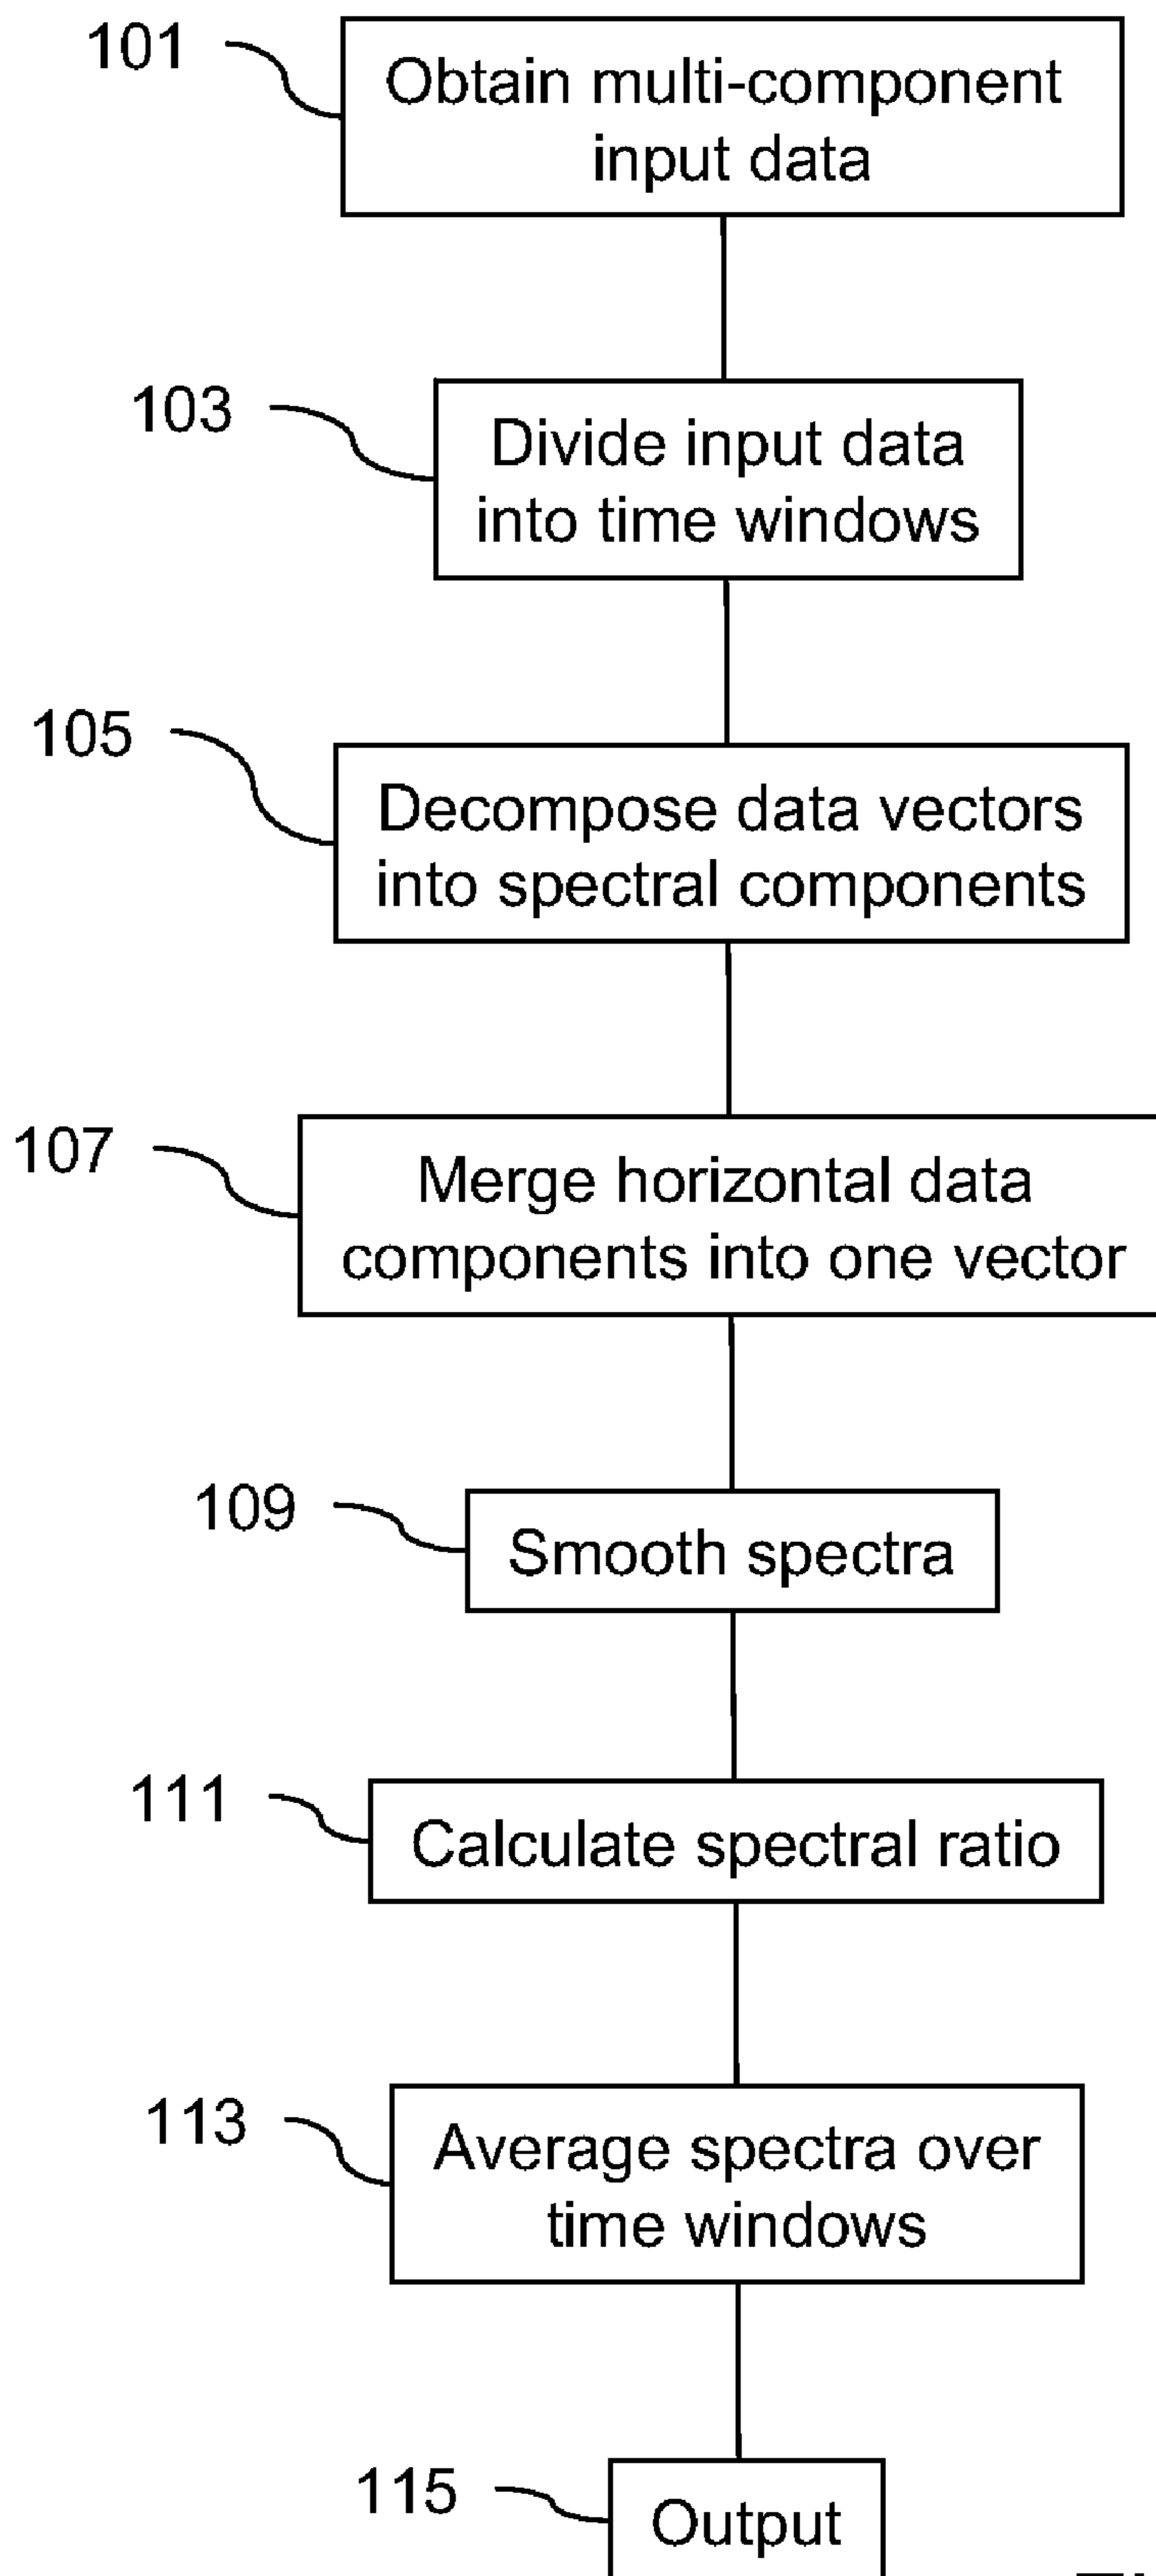 101
Obtain multi-component
input data
103
Divide input data
into time windows
105
Decompose data vectors
into spectral components
107
Merge horizontal data
components into one vector
109
Smooth spectra
111
Calculate spectral ratio
113
Average spectra over
time windows
115
Output